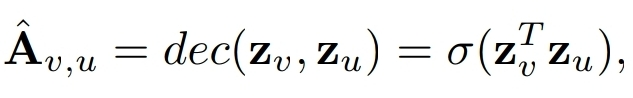 Â_{v,u} = dec(z_v, z_u) = σ(z_v^T z_u),